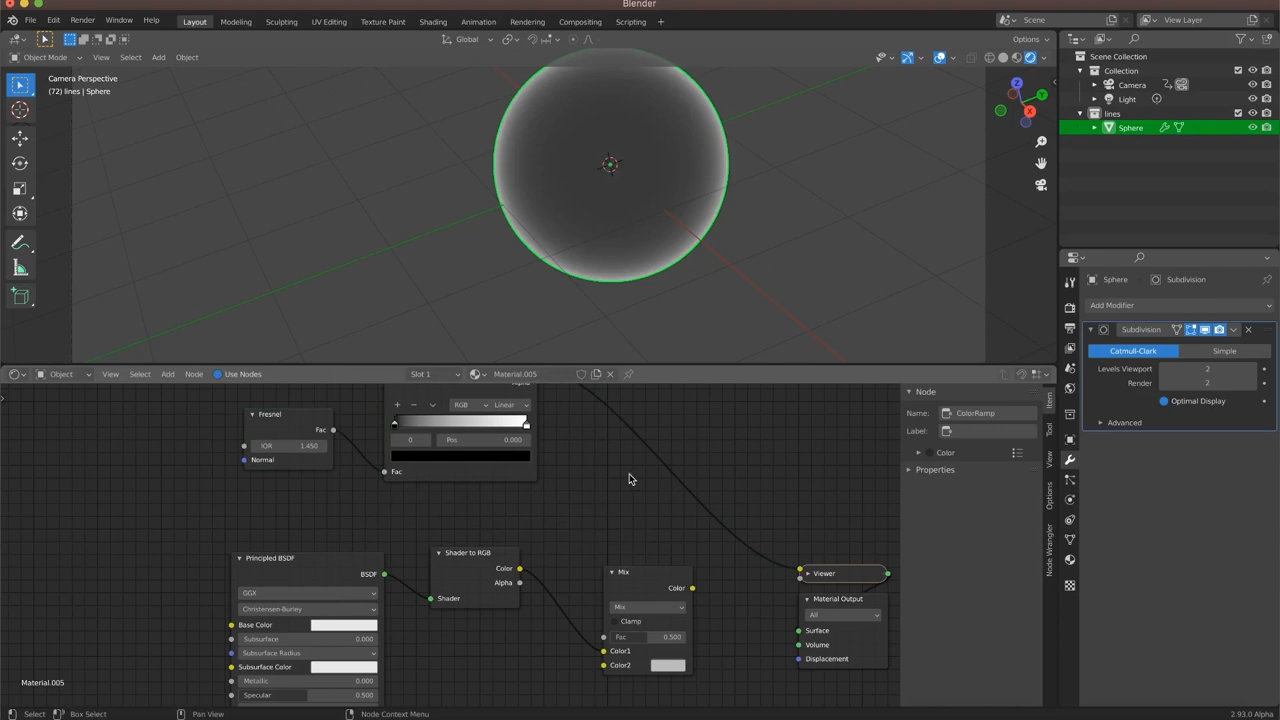 Blender
File Edit Render Window Help Layout Modeling Sculpting UV Editing Texture Paint Shading Animation Rendering Compositing Scripting Scene View Layer
Global Options
Object Mode View Select Add Object
Camera Perspective
(72) lines | Sphere
X
Y
Z
Scene Collection
Collection
Camera
Light
lines
Sphere
Sphere Subdivision
Add Modifier
Subdivision
Catmull-Clark Simple
Levels Viewport 2
Render 2
Optimal Display
Advanced
Object View Select Add Node Use Nodes Slot 1 Material.005
Alpha
RGB Linear
0 Pos 0.000
Fac
Fresnel
Fac
IOR 1.450
Normal
Principled BSDF
BSDF
GGX
Christensen-Burley
Base Color
Subsurface 0.000
Subsurface Radius
Subsurface Color
Metallic 0.000
Specular 0.500
Shader to RGB
Color
Alpha
Shader
Mix
Color
Mix
Clamp
Fac 0.500
Color1
Color2
Viewer
Material Output
All
Surface
Volume
Displacement
Node
Name: ColorRamp
Label:
Color
Properties
Item
Tool
View
Options
Node Wrangler
Material.005
Select Box Select Pan View Node Context Menu 2.93.0 Alpha